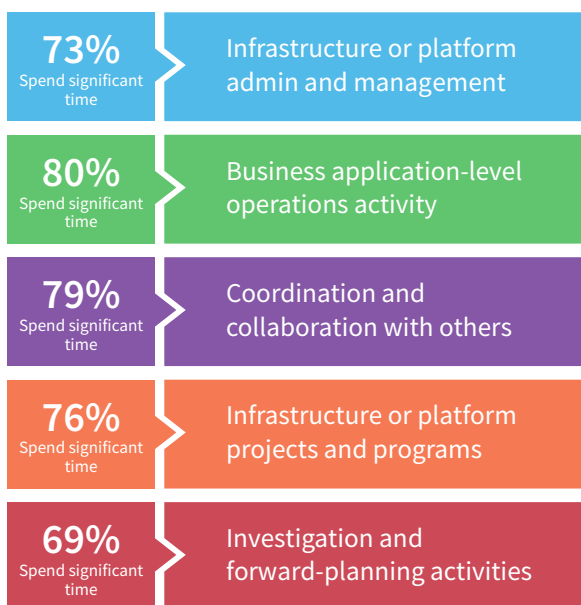 73%
Spend significant
time
Infrastructure or platform
admin and management
80%
Spend significant
time
Business application-level
operations activity
79%
Spend significant
time
Coordination and
collaboration with others
76%
Spend significant
time
Infrastructure or platform
projects and programs
69%
Spend significant
time
Investigation and
forward-planning activities